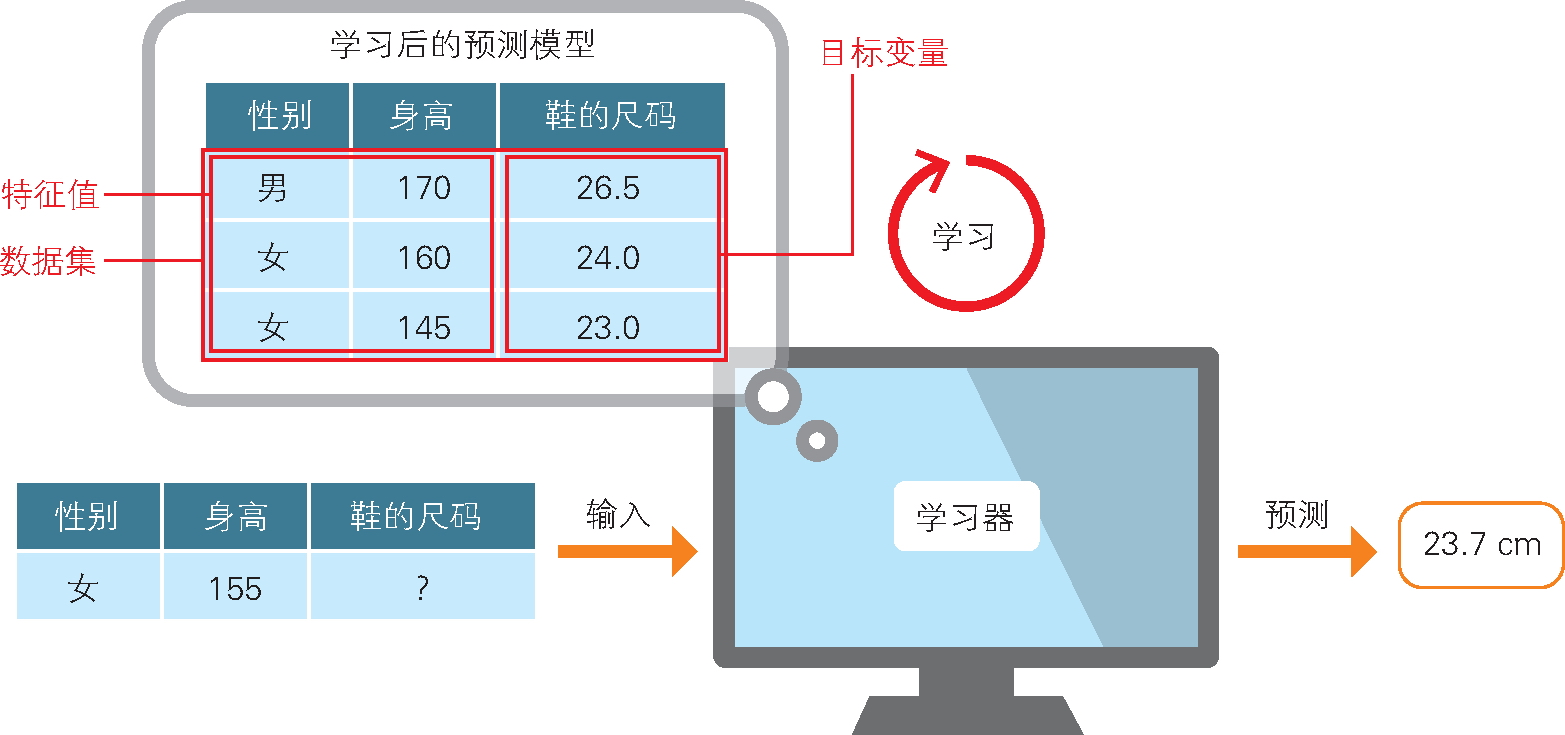 学习后的预测模型
目标变量
性别 身高 鞋的尺码
男 170 26.5
女 160 24.0
女 145 23.0
特征值
数据集
学习
性别 身高 鞋的尺码
女 155 ?
输入
学习器
预测
23.7 cm